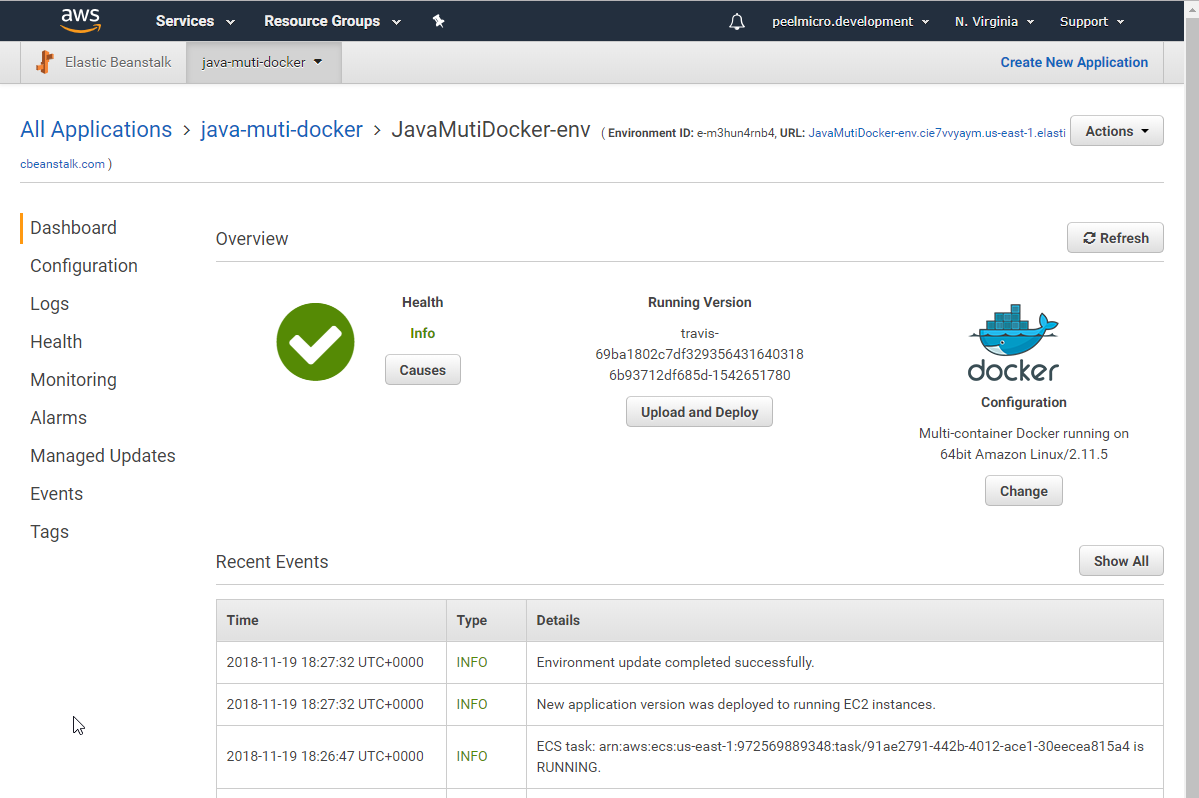 aws Services Resource Groups peelmicro.development N. Virginia Support
Elastic Beanstalk java-muti-docker Create New Application
All Applications > java-muti-docker > JavaMutiDocker-env ( Environment ID: e-m3hun4rnb4, URL: JavaMutiDocker-env.cie7vvyaym.us-east-1.elasti
cbeanstalk.com )
Actions
Dashboard
Configuration
Logs
Health
Monitoring
Alarms
Managed Updates
Events
Tags
Overview
Refresh
Health
Info
Causes
Running Version
travis-
69ba1802c7df329356431640318
6b93712df685d-1542651780
Upload and Deploy
docker
Configuration
Multi-container Docker running on
64bit Amazon Linux/2.11.5
Change
Recent Events
Show All
Time Type Details
2018-11-19 18:27:32 UTC+0000 INFO Environment update completed successfully.
2018-11-19 18:27:32 UTC+0000 INFO New application version was deployed to running EC2 instances.
2018-11-19 18:26:47 UTC+0000 INFO ECS task: arn:aws:ecs:us-east-1:972569889348:task/91ae2791-442b-4012-ace1-30eecea815a4 is
RUNNING.